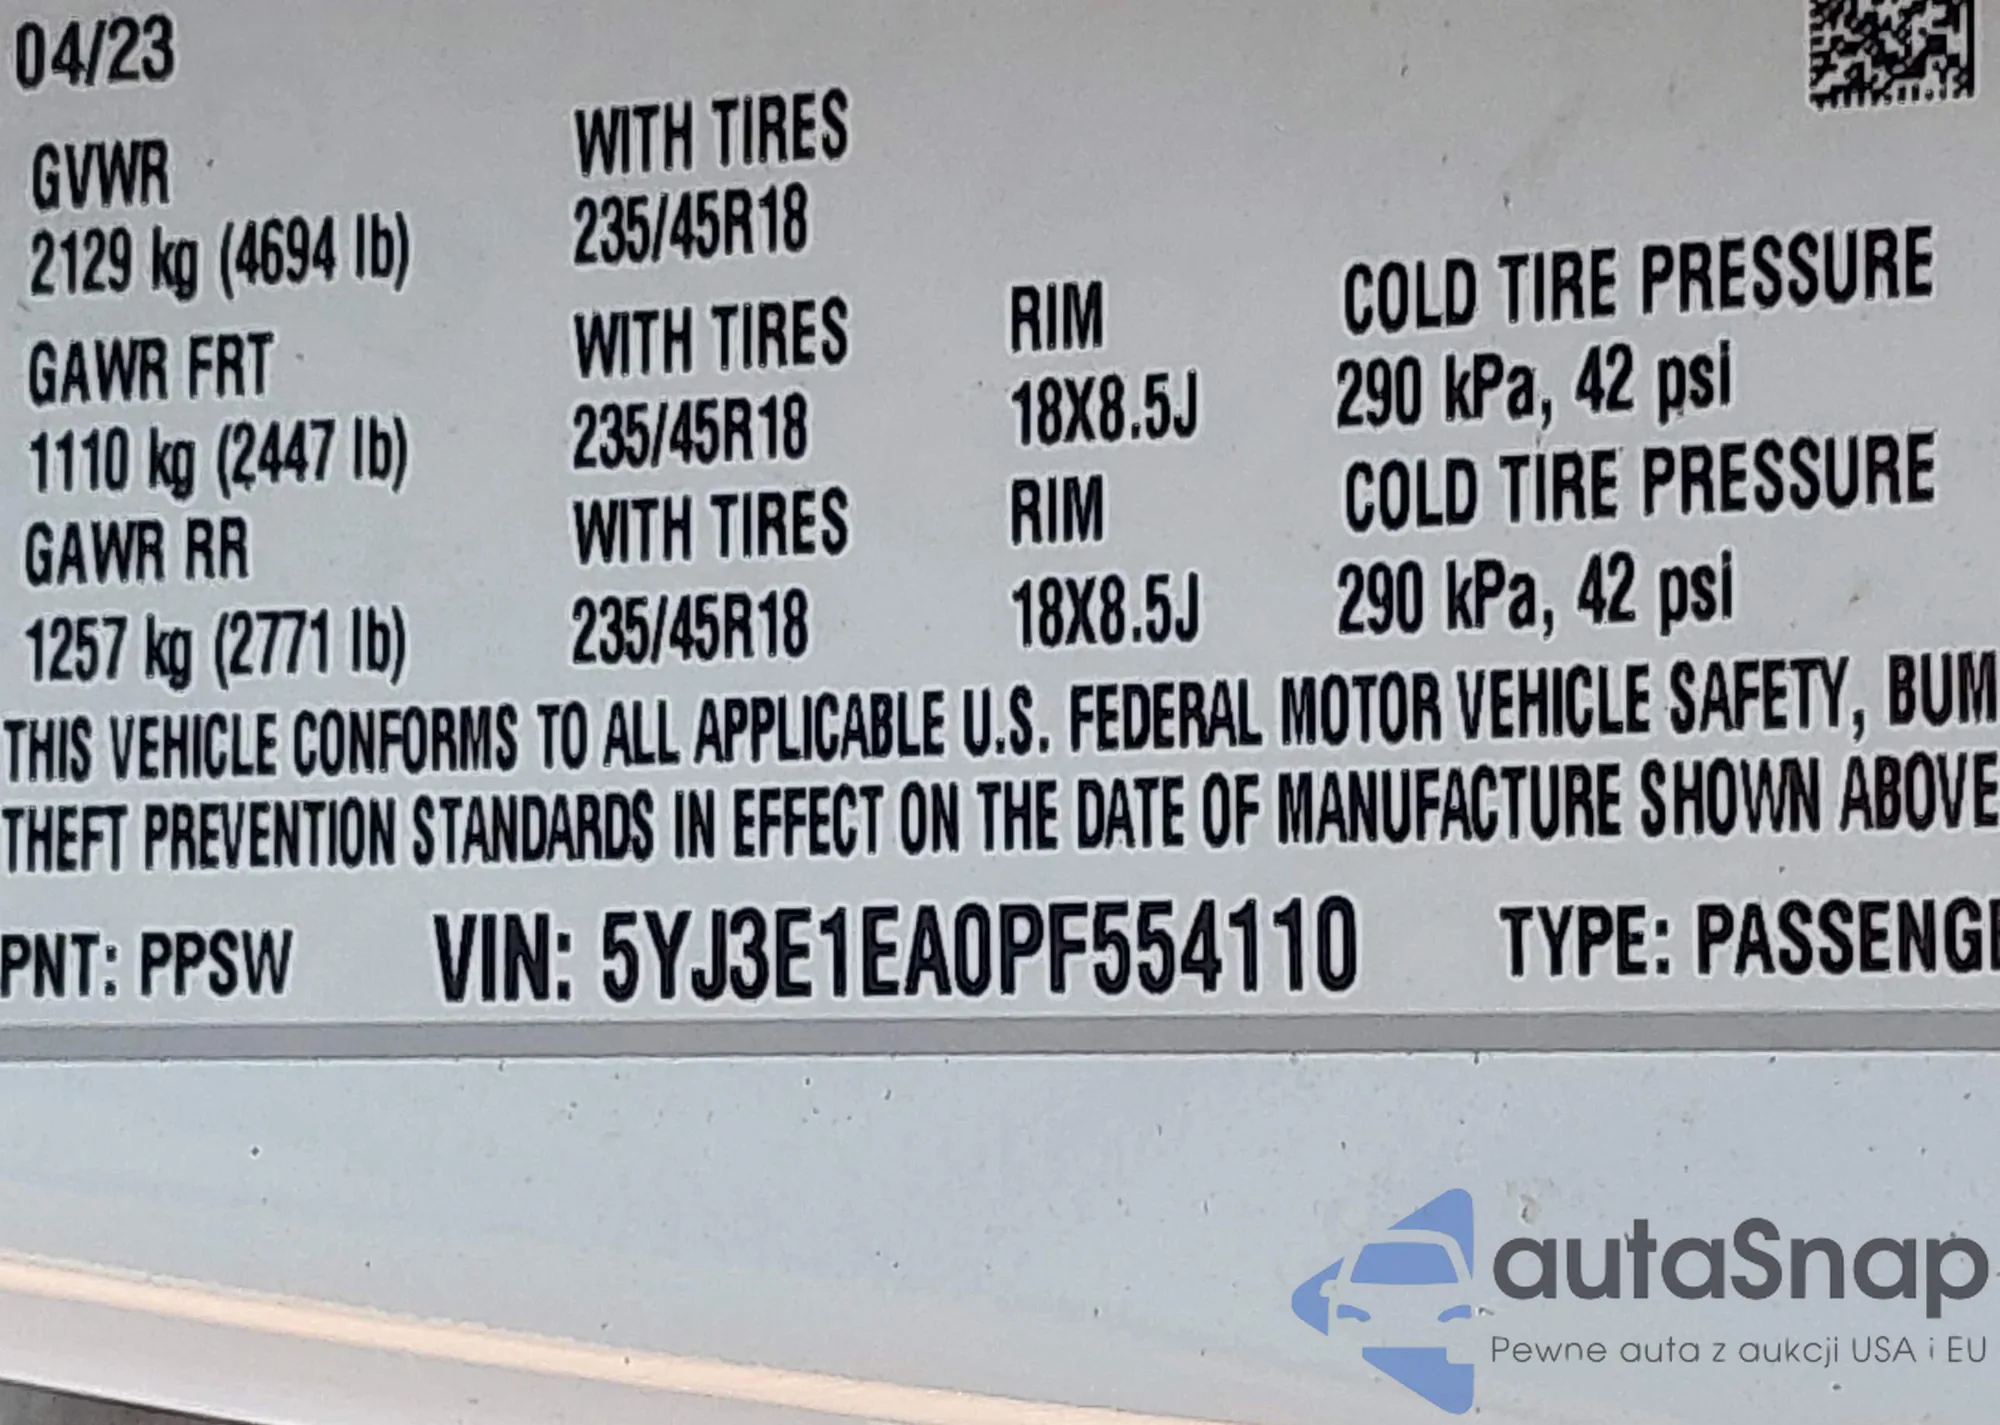 04/23
GVWR WITH TIRES
2129 kg (4694 lb) 235/45R18
GAWR FRT WITH TIRES RIM COLD TIRE PRESSURE
1110 kg (2447 lb) 235/45R18 18X8.5J 290 kPa, 42 psi
GAWR RR WITH TIRES RIM COLD TIRE PRESSURE
1257 kg (2771 lb) 235/45R18 18X8.5J 290 kPa, 42 psi
THIS VEHICLE CONFORMS TO ALL APPLICABLE U.S. FEDERAL MOTOR VEHICLE SAFETY, BUM
THEFT PREVENTION STANDARDS IN EFFECT ON THE DATE OF MANUFACTURE SHOWN ABOVE
PNT: PPSW VIN: 5YJ3E1EA0PF554110 TYPE: PASSENGE
autaSnap
Pewne auta z aukcji USA i EU